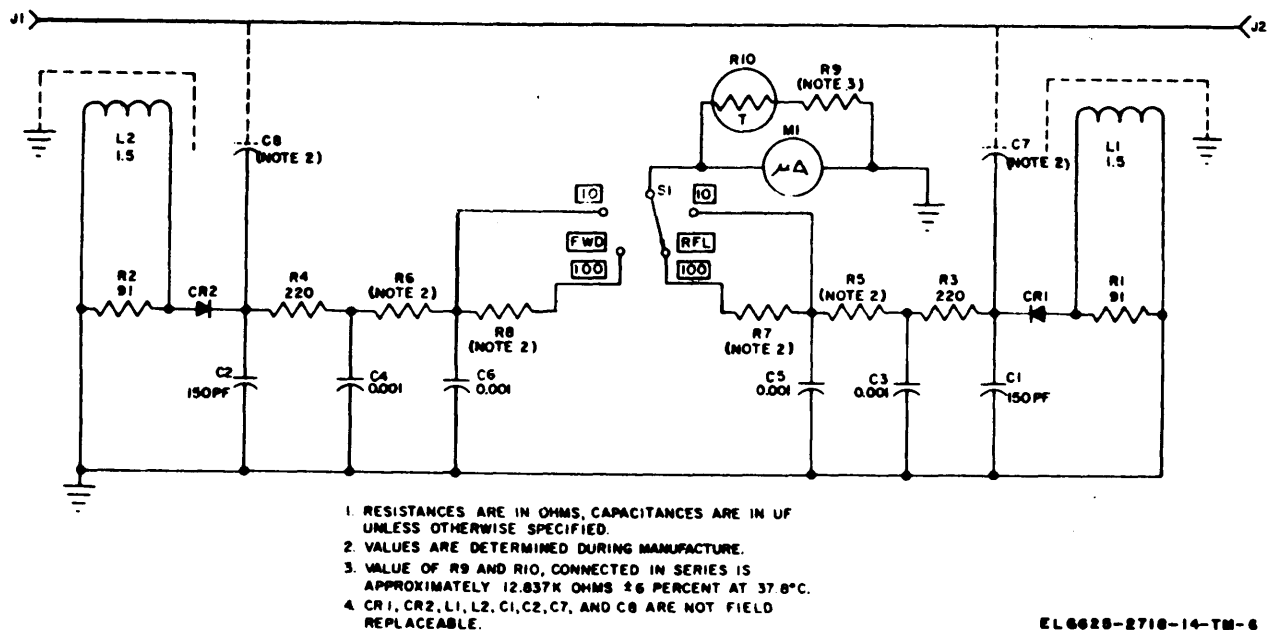 J1
J2
R10
R9
(NOTE 3)
T
M1
μA
L2
1.5
C8
(NOTE 2)
C7
(NOTE 2)
L1
1.5
S1
10
10
FWD
RFL
100
100
R2
91
CR2
R4
220
R6
(NOTE 2)
R8
(NOTE 2)
R7
(NOTE 2)
R5
(NOTE 2)
R3
220
CR1
R1
91
C2
150PF
C4
0.001
C6
0.001
C5
0.001
C3
0.001
C1
150PF
1. RESISTANCES ARE IN OHMS, CAPACITANCES ARE IN UF
UNLESS OTHERWISE SPECIFIED.
2. VALUES ARE DETERMINED DURING MANUFACTURE.
3. VALUE OF R9 AND R10, CONNECTED IN SERIES IS
APPROXIMATELY 12.837K OHMS ±6 PERCENT AT 37.8°C.
4. CR1, CR2, L1, L2, C1, C2, C7, AND C8 ARE NOT FIELD
REPLACEABLE.
EL6625-2718-14-TM-6